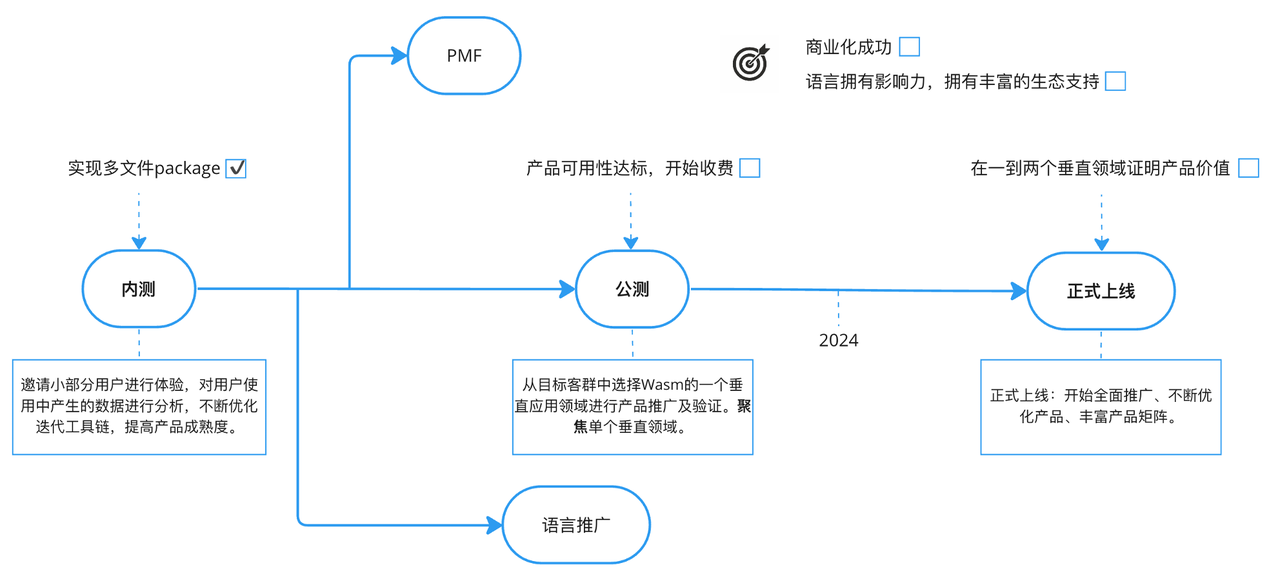 PMF
商业化成功
语言拥有影响力，拥有丰富的生态支持
实现多文件package
产品可用性达标，开始收费
在一到两个垂直领域证明产品价值
内测
公测
正式上线
2024
邀请小部分用户进行体验，对用户使
用中产生的数据进行分析，不断优化
迭代工具链，提高产品成熟度。
从目标客群中选择Wasm的一个垂
直应用领域进行产品推广及验证。聚
焦单个垂直领域。
正式上线：开始全面推广、不断优
化产品、丰富产品矩阵。
语言推广